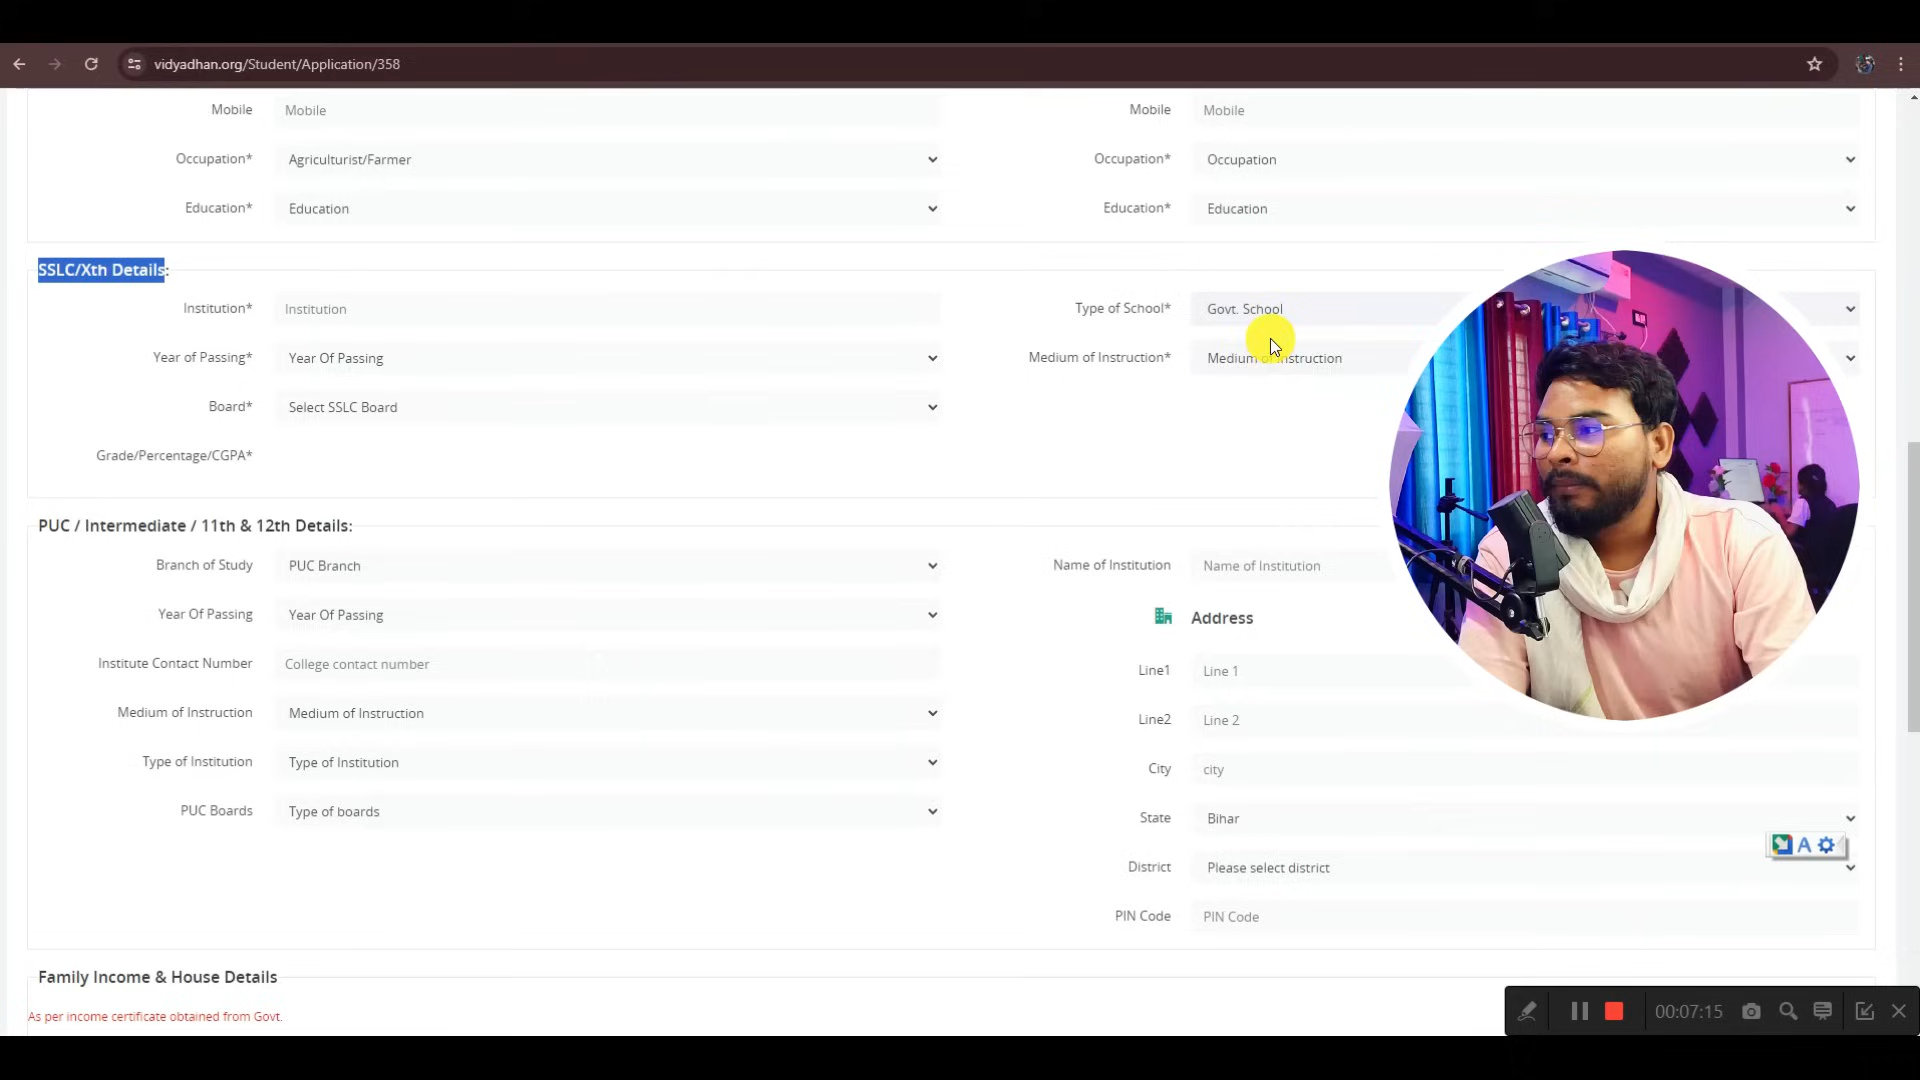 vidyadhan.org/Student/Application/358
Mobile Mobile Mobile Mobile
Occupation* Agriculturist/Farmer Occupation* Occupation
Education* Education Education* Education
SSLC/Xth Details:
Institution* Institution Type of School* Govt. School
Year of Passing* Year Of Passing Medium of Instruction* Medium of Instruction
Board* Select SSLC Board
Grade/Percentage/CGPA*
PUC / Intermediate / 11th & 12th Details:
Branch of Study PUC Branch Name of Institution Name of Institution
Year Of Passing Year Of Passing Address
Institute Contact Number College contact number Line1 Line 1
Medium of Instruction Medium of Instruction Line2 Line 2
Type of Institution Type of Institution City city
PUC Boards Type of boards State Bihar
A
District Please select district
PIN Code PIN Code
Family Income & House Details
As per income certificate obtained from Govt.
00:07:15